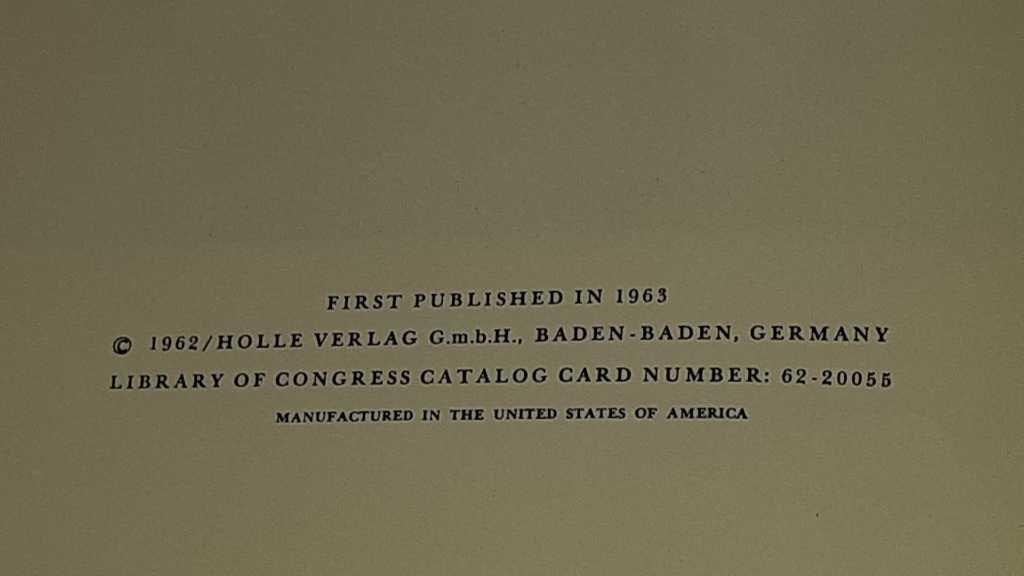 FIRST PUBLISHED IN 1963
© 1962/HOLLE VERLAG G.m.b.H., BADEN-BADEN, GERMANY
LIBRARY OF CONGRESS CATALOG CARD NUMBER: 62-20055
MANUFACTURED IN THE UNITED STATES OF AMERICA